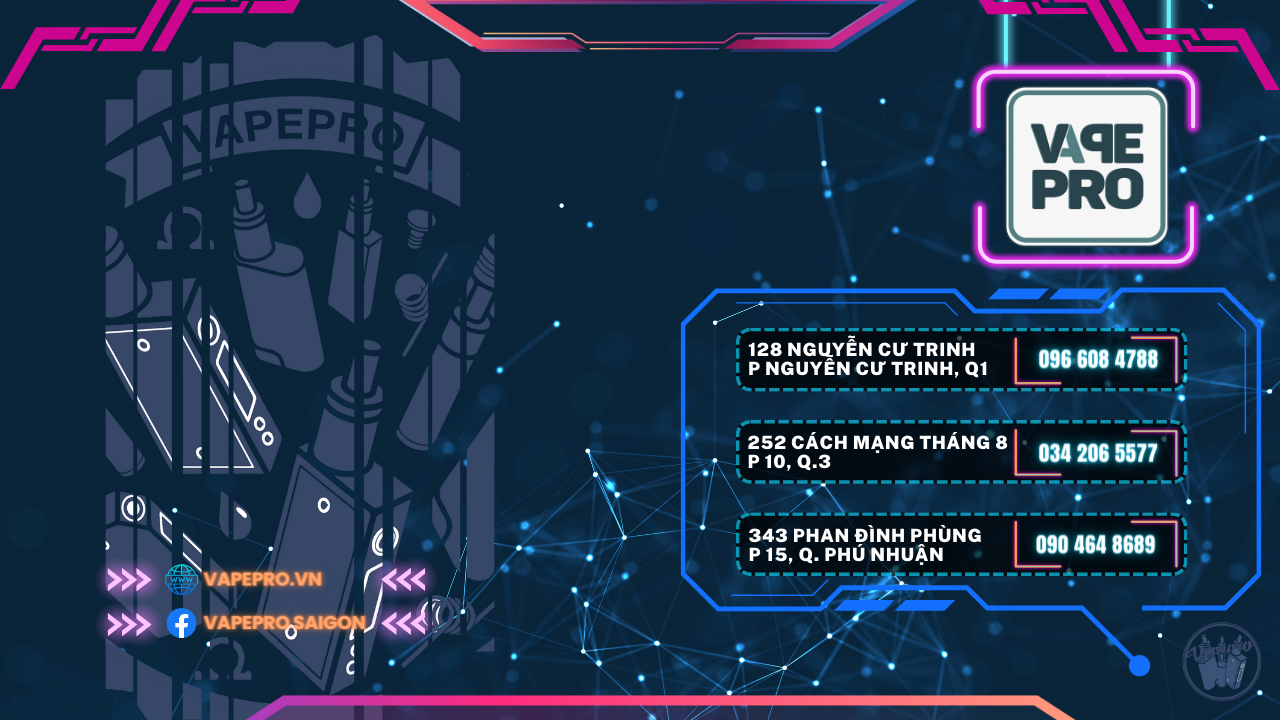 VAPEPRO
VAPE
PRO
128 NGUYỄN CƯ TRINH
P NGUYỄN CƯ TRINH, Q1
096 608 4788
252 CÁCH MẠNG THÁNG 8
P 10, Q.3
034 206 5577
343 PHAN ĐÌNH PHÙNG
P 15, Q. PHÚ NHUẬN
090 464 8689
WWW
VAPEPRO.VN
VAPEPRO.SAIGON
Vapepro